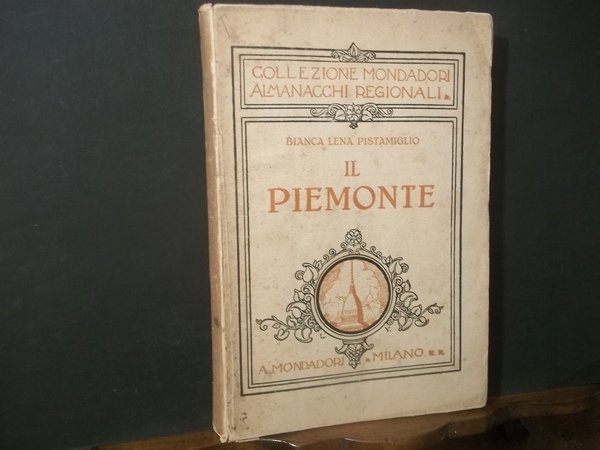 COLLEZIONE MONDADORI
ALMANACCHI REGIONALI
BIANCA LENA PISTAMIGLIO
IL
PIEMONTE
L. Y.
A. MONDADORI MILANO